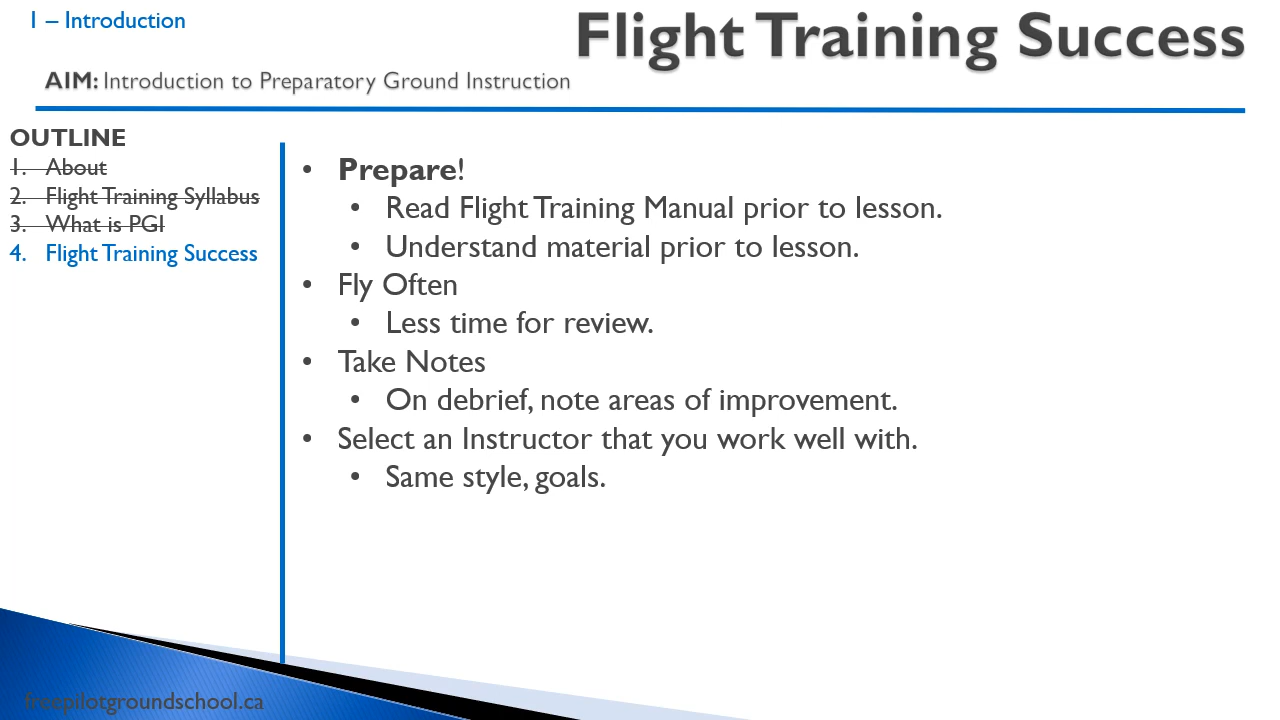 1 – Introduction
Flight Training Success
AIM: Introduction to Preparatory Ground Instruction
OUTLINE
1. About
2. Flight Training Syllabus
3. What is PGI
4. Flight Training Success
• Prepare!
• Read Flight Training Manual prior to lesson.
• Understand material prior to lesson.
• Fly Often
• Less time for review.
• Take Notes
• On debrief, note areas of improvement.
• Select an Instructor that you work well with.
• Same style, goals.
freepilotgroundschool.ca